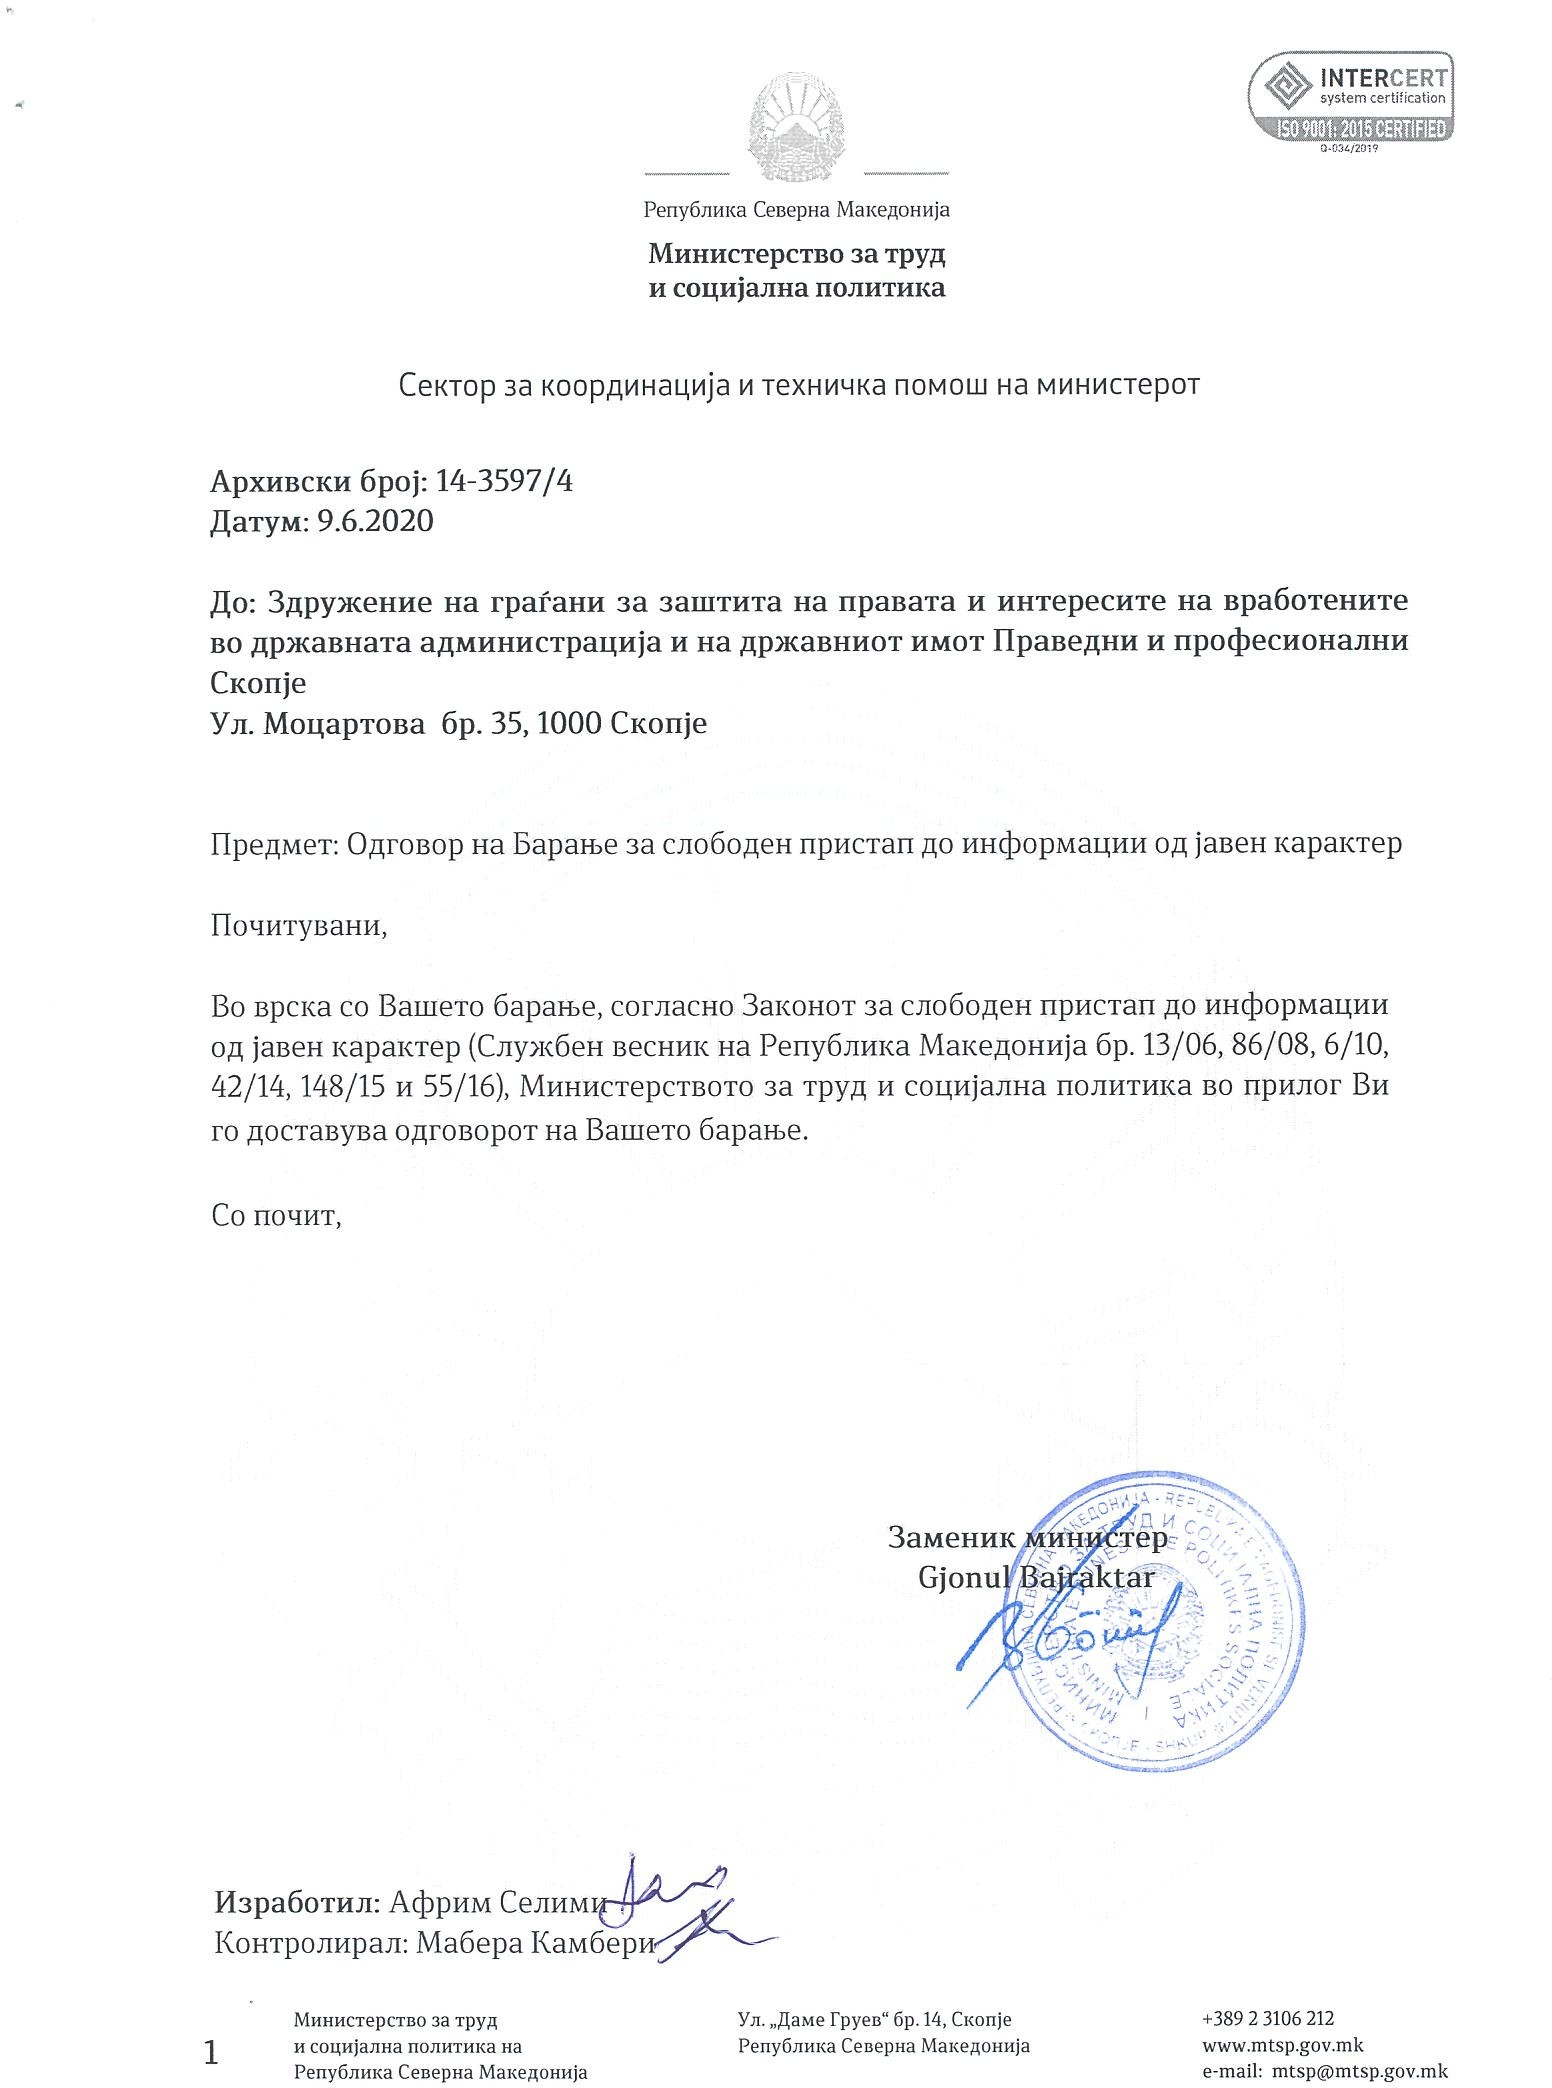 INTERCERT
system certification
ISO 9001: 2015 CERTIFIED
Q-034/2019
Република Северна Македонија
Министерство за труд
и социјална политика
Сектор за координација и техничка помош на министерот
Архивски број: 14-3597/4
Датум: 9.6.2020
До: Здружение на граѓани за заштита на правата и интересите на вработените
во државната администрација и на државниот имот Праведни и професионални
Скопје
Ул. Моцартова бр. 35, 1000 Скопје
Предмет: Одговор на Барање за слободен пристап до информации од јавен карактер
Почитувани,
Во врска со Вашето барање, согласно Законот за слободен пристап до информации
од јавен карактер (Службен весник на Република Македонија бр. 13/06, 86/08, 6/10,
42/14, 148/15 и 55/16), Министерството за труд и социјална политика во прилог Ви
го доставува одговорот на Вашето барање.
Со почит,
Заменик министер
Gjonul Bajraktar
Изработил: Африм Селими
Контролирал: Мабера Камбери
1
Министерство за труд
и социјална политика на
Република Северна Македонија
Ул. „Даме Груев“ бр. 14, Скопје
Република Северна Македонија
+389 2 3106 212
www.mtsp.gov.mk
e-mail: mtsp@mtsp.gov.mk